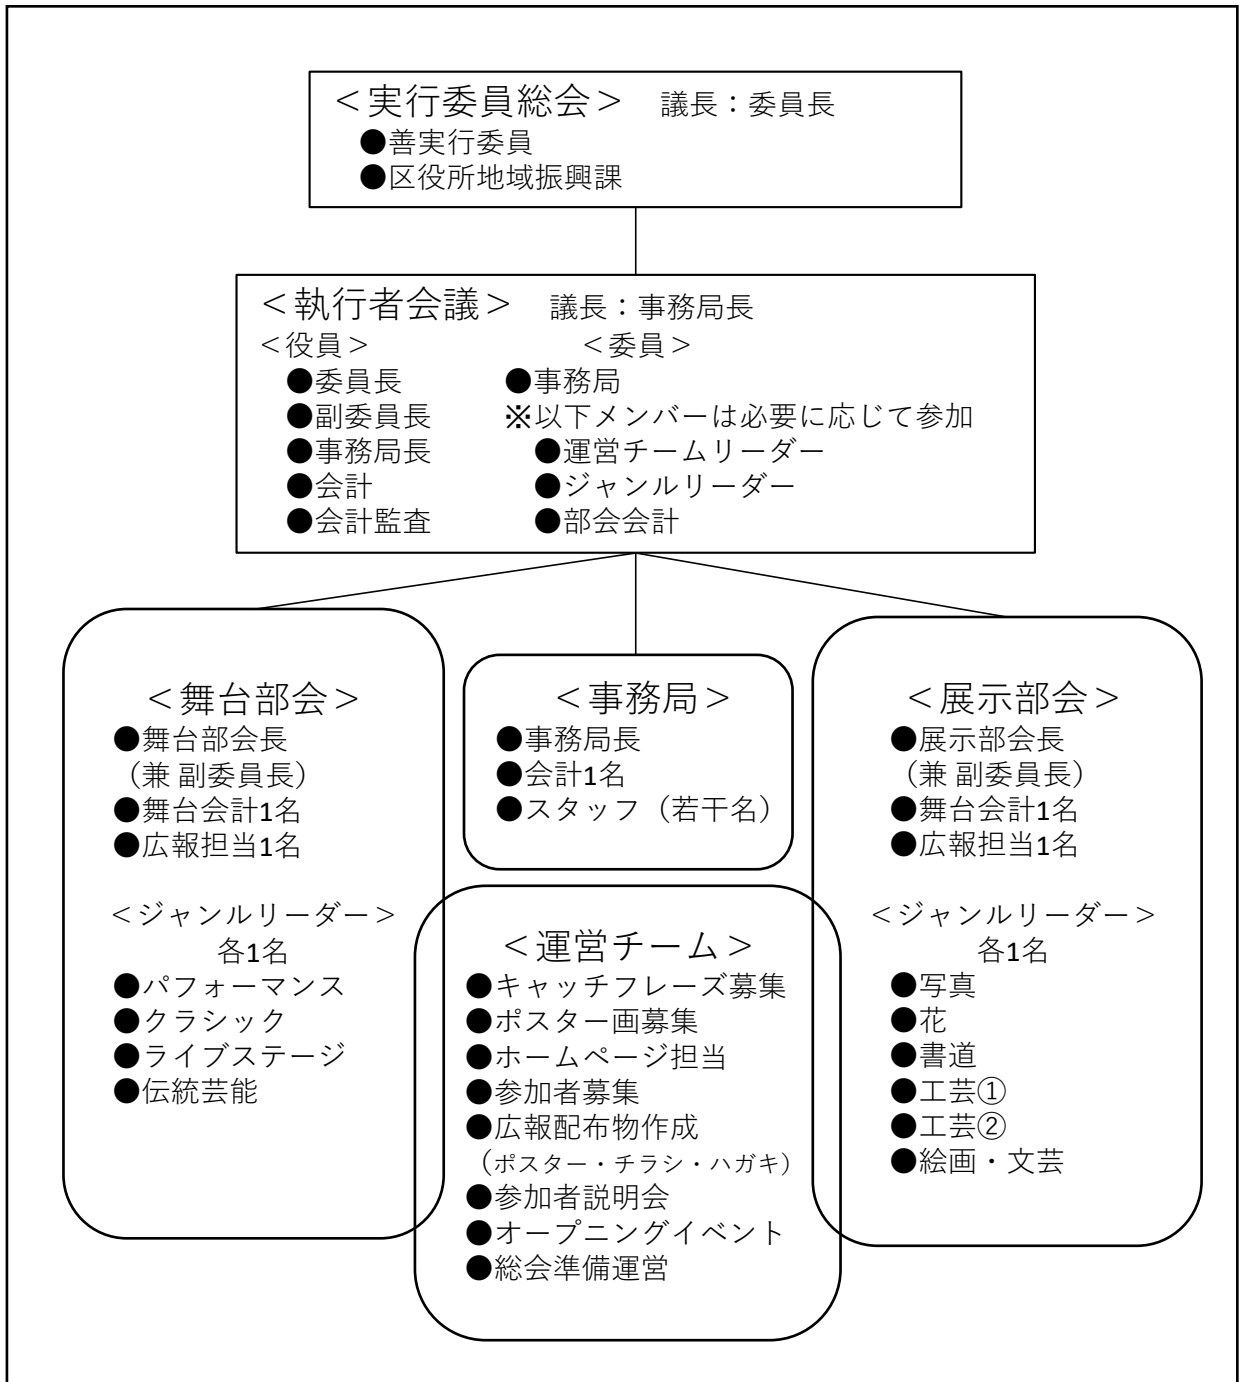 ＜実行委員総会＞　議長：委員長
●善実行委員
●区役所地域振興課
＜執行者会議＞　議長：事務局長
＜役員＞
●委員長
●副委員長
●事務局長
●会計
●会計監査
＜委員＞
●事務局
※以下メンバーは必要に応じて参加
●運営チームリーダー
●ジャンルリーダー
●部会会計
＜舞台部会＞
●舞台部会長
（兼 副委員長）
●舞台会計1名
●広報担当1名
＜ジャンルリーダー＞
各1名
●パフォーマンス
●クラシック
●ライブステージ
●伝統芸能
＜事務局＞
●事務局長
●会計1名
●スタッフ（若干名）
＜運営チーム＞
●キャッチフレーズ募集
●ポスター画募集
●ホームページ担当
●参加者募集
●広報配布物作成
（ポスター・チラシ・ハガキ）
●参加者説明会
●オープニングイベント
●総会準備運営
＜展示部会＞
●展示部会長
（兼 副委員長）
●舞台会計1名
●広報担当1名
＜ジャンルリーダー＞
各1名
●写真
●花
●書道
●工芸①
●工芸②
●絵画・文芸